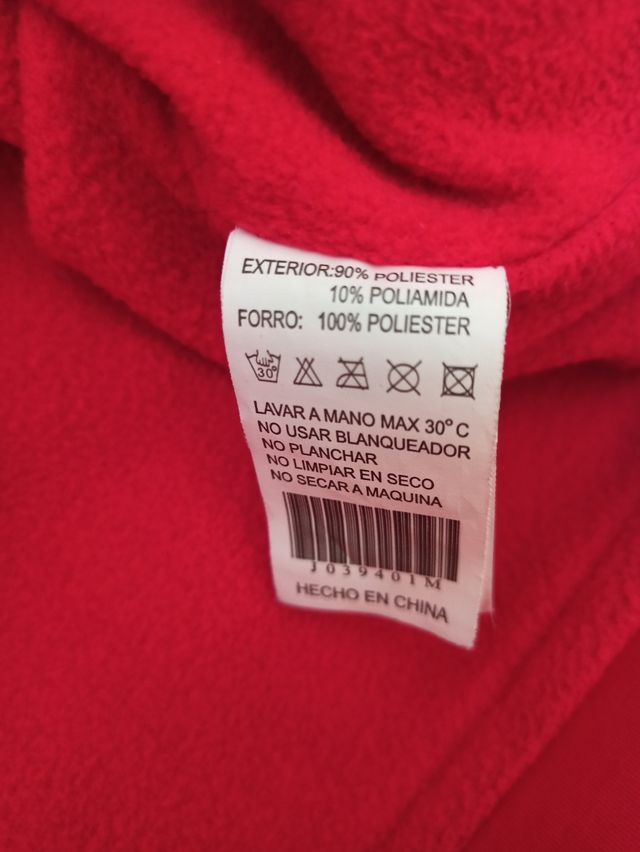 EXTERIOR:90% POLIESTER
10% POLIAMIDA
FORRO: 100% POLIESTER
30°
LAVAR A MANO MAX 30° C
NO USAR BLANQUEADOR
NO PLANCHAR
NO LIMPIAR EN SECO
NO SECAR A MAQUINA
J039401M
HECHO EN CHINA